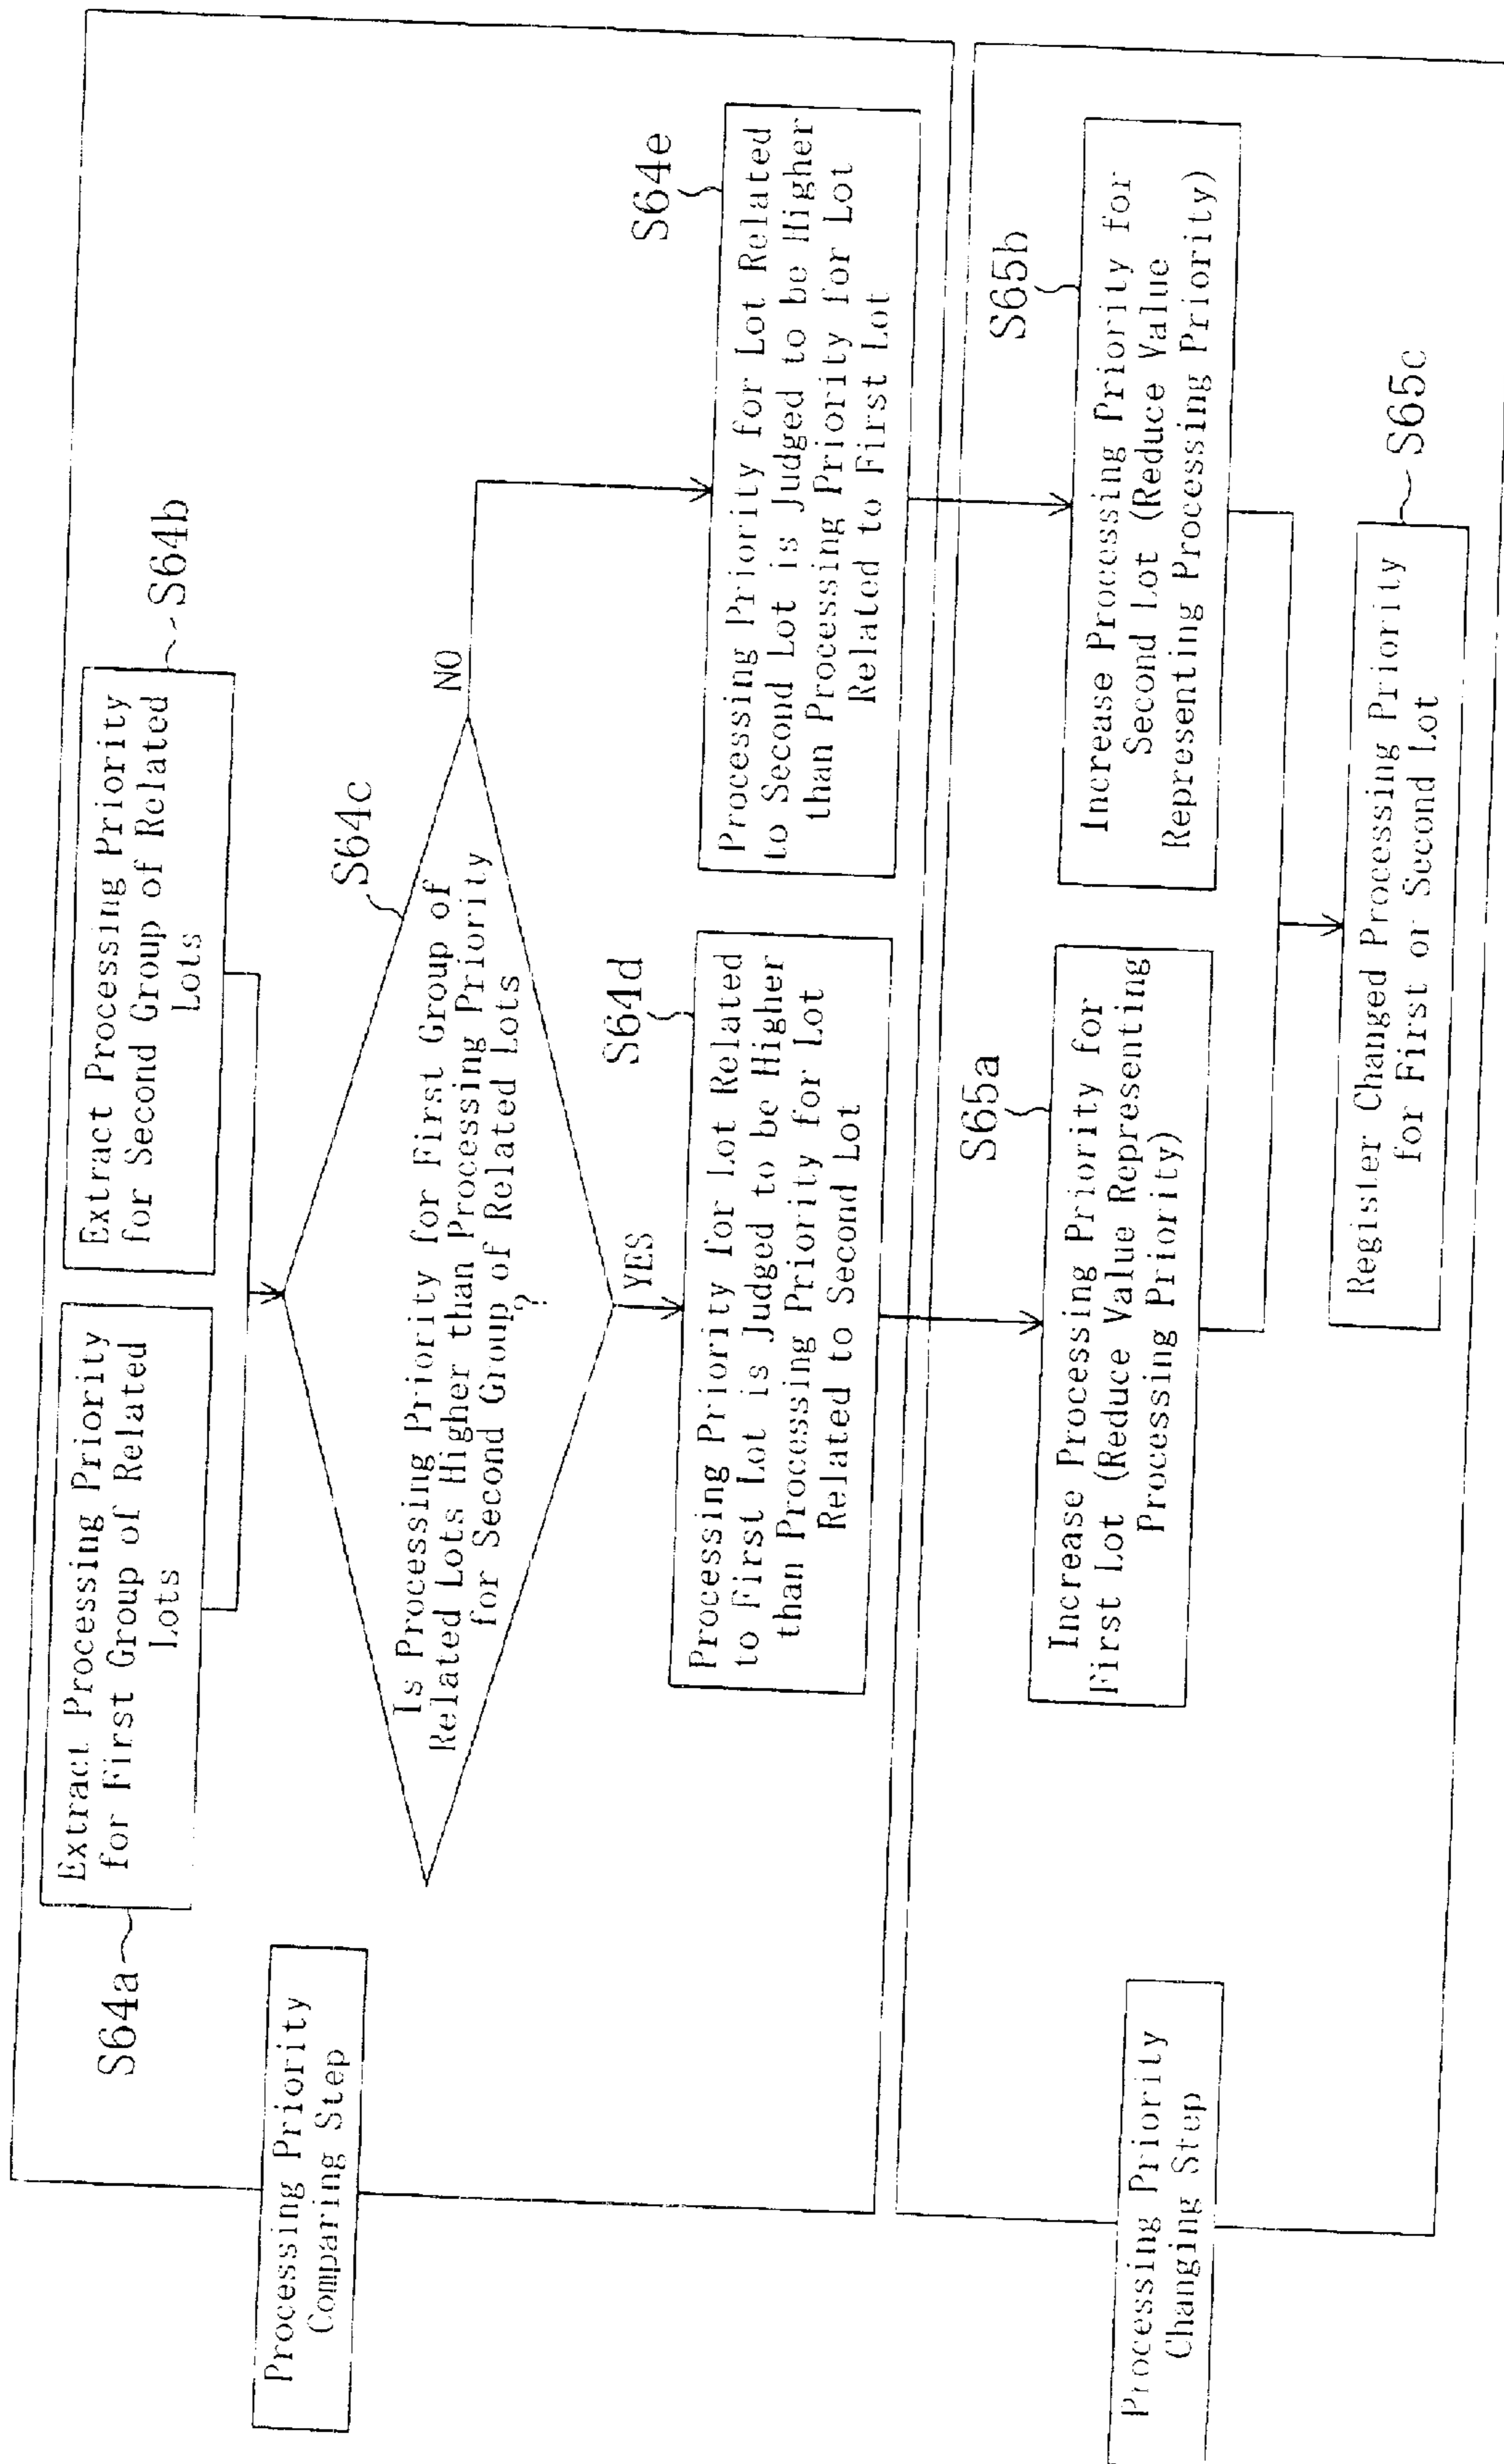 S64a
Extract Processing Priority
for First Group of Related
Lots
Extract Processing Priority
for Second Group of Related
Lots
S64b
Processing Priority
Comparing Step
S64c
Is Processing Priority for First Group of
Related Lots Higher than Processing Priority
for Second Group of Related Lots
?
NO
YES
S64d
Processing Priority for Lot Related
to First Lot is Judged to be Higher
than Processing Priority for Lot
Related to Second Lot
S64e
Processing Priority for Lot Related
to Second Lot is Judged to be Higher
than Processing Priority for Lot
Related to First Lot
Processing Priority
Changing Step
S65a
Increase Processing Priority for
First Lot (Reduce Value Representing
Processing Priority)
S65b
Increase Processing Priority for
Second Lot (Reduce Value
Representing Processing Priority)
Register Changed Processing Priority
for First or Second Lot
S65c